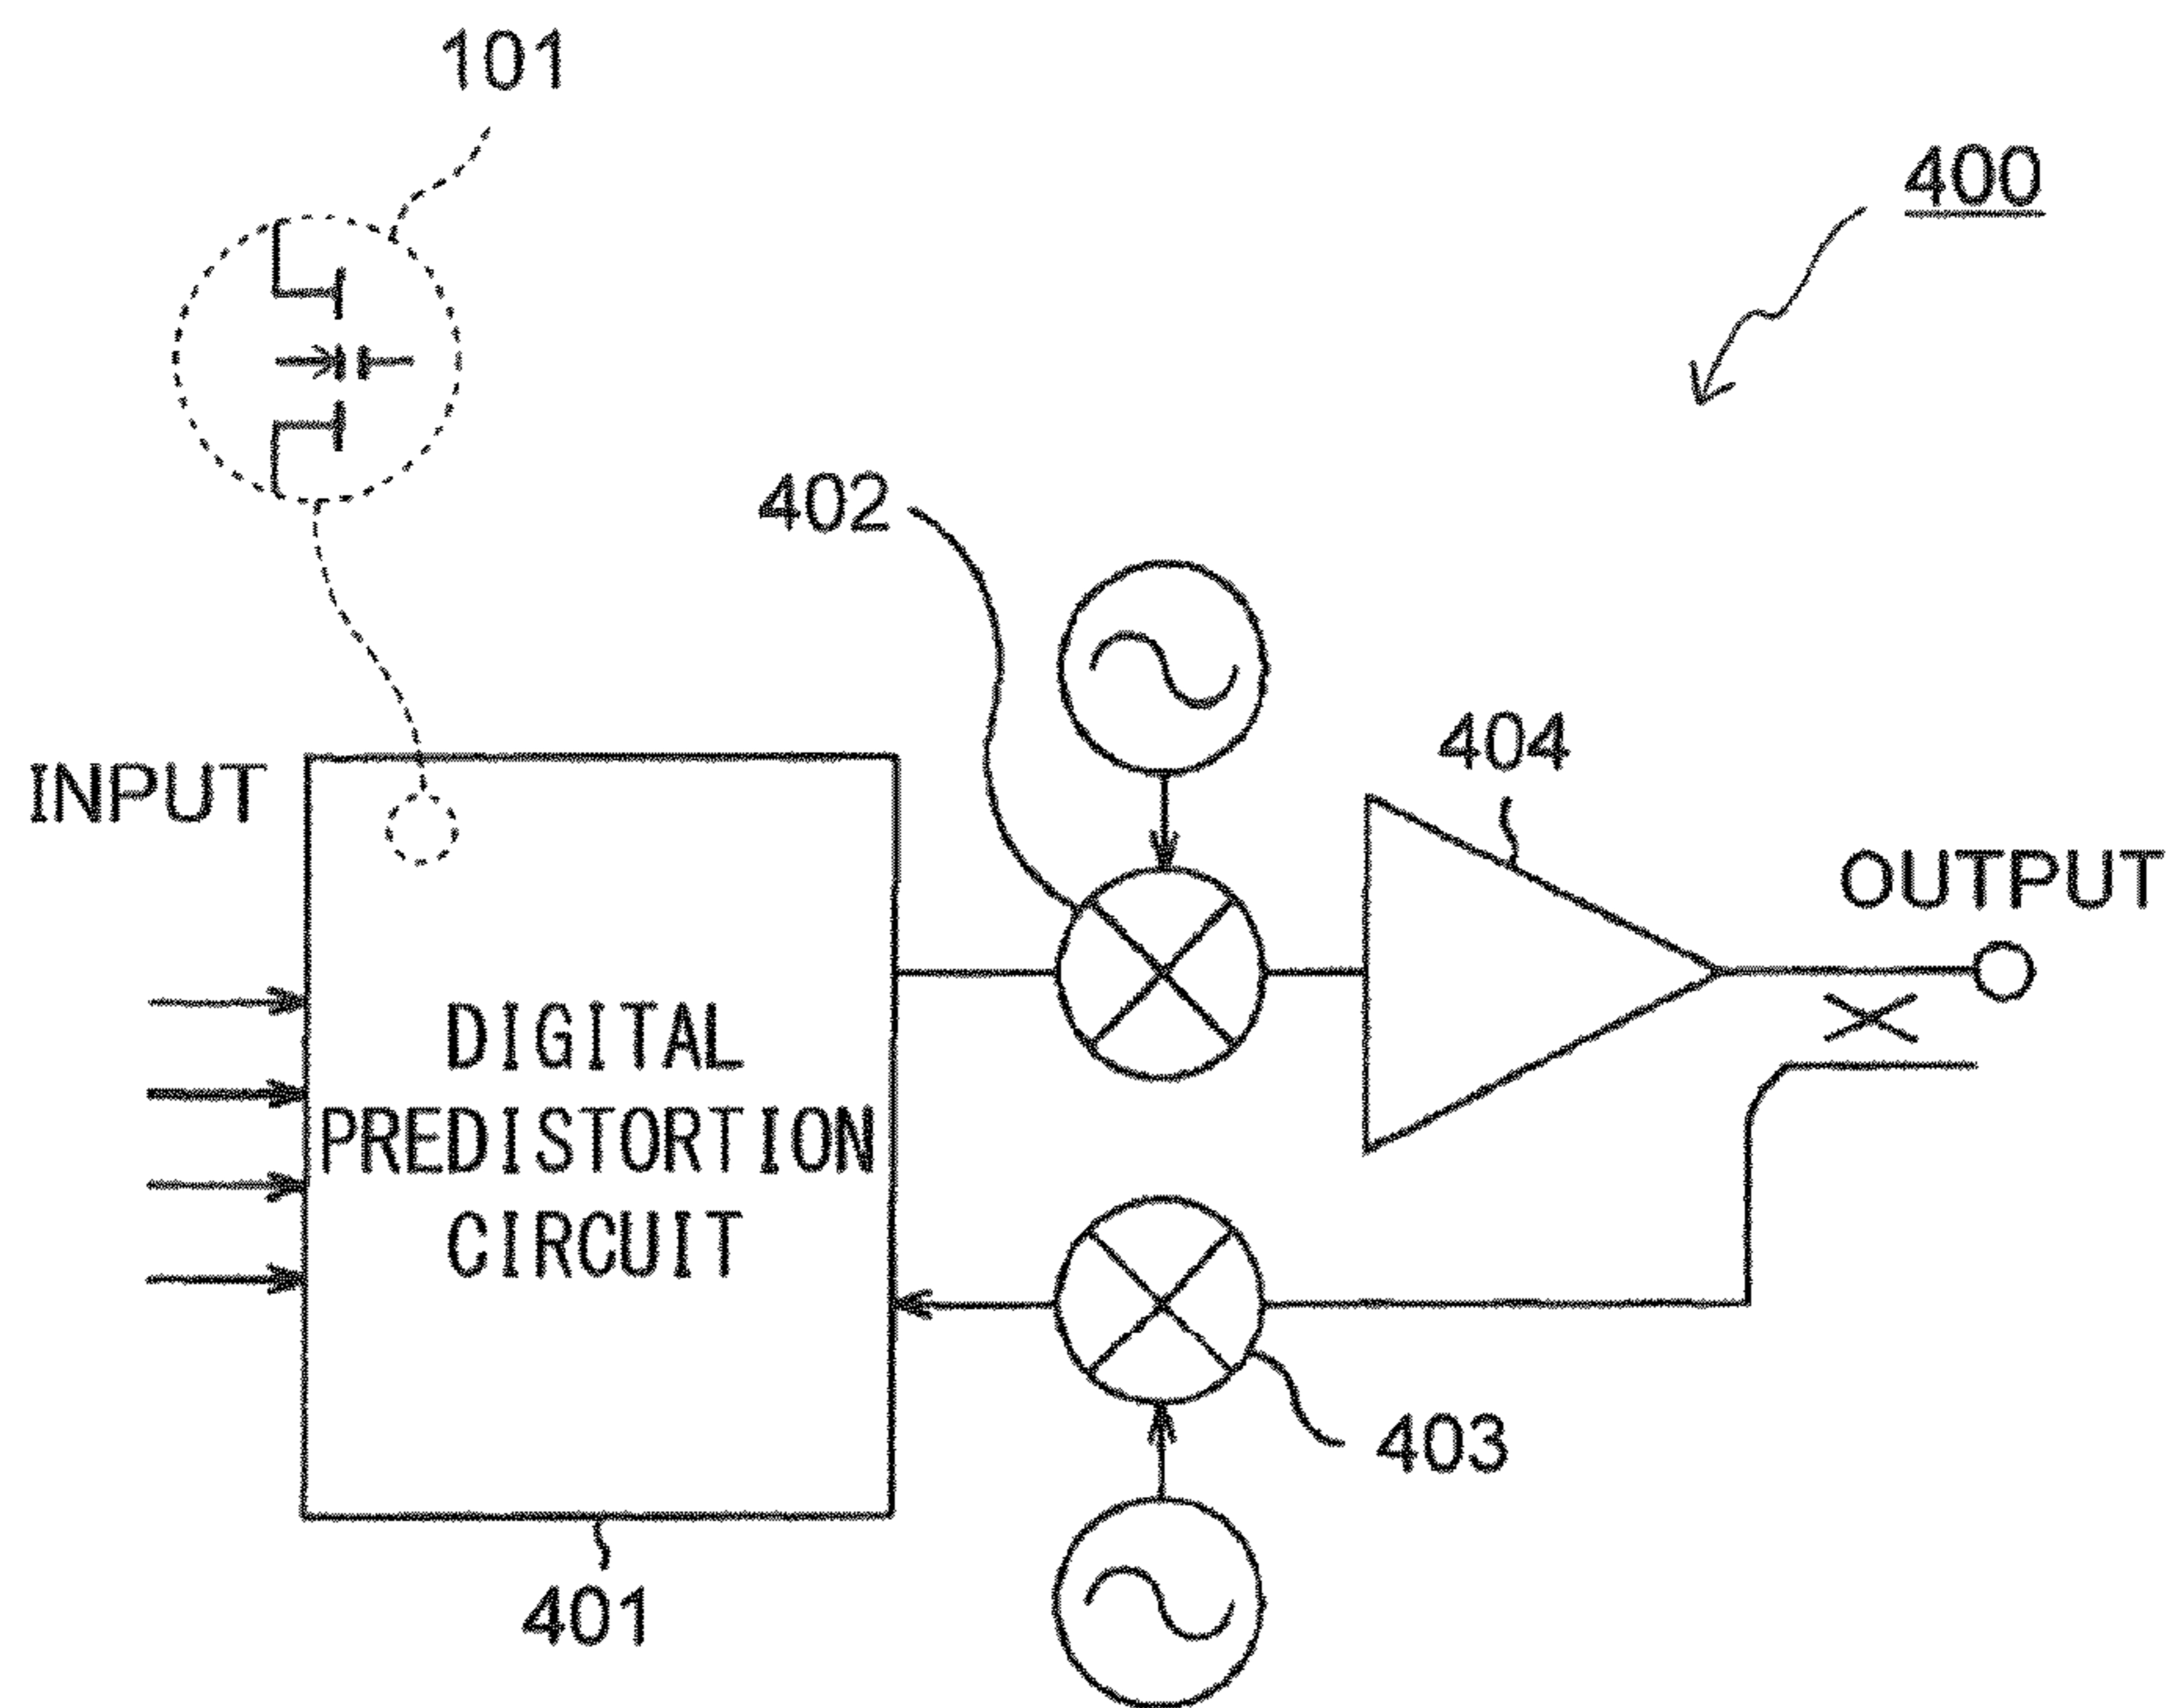 101
400
402
404
INPUT
OUTPUT
DIGITAL
PREDISTORTION
CIRCUIT
403
401